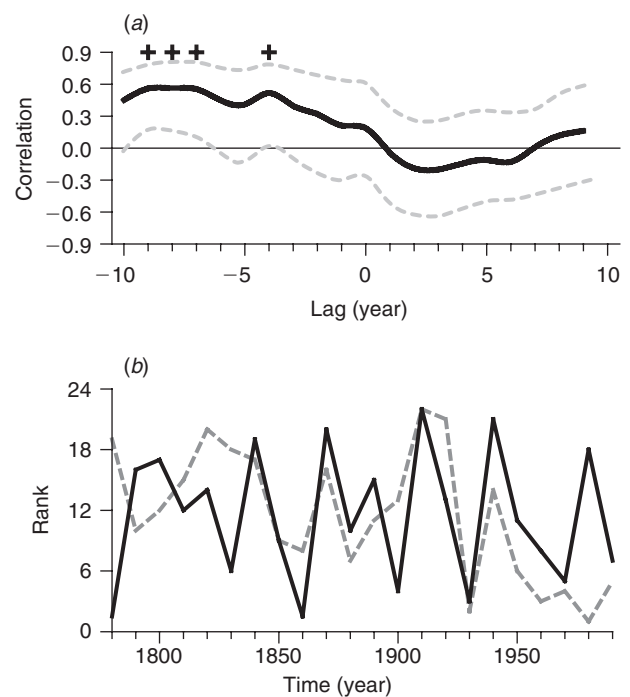 (a)
0.9
0.6
0.3
0.0
−0.3
−0.6
−0.9
Correlation
−10 −5 0 5 10
Lag (year)
(b)
24
18
12
6
0
Rank
1800 1850 1900 1950
Time (year)